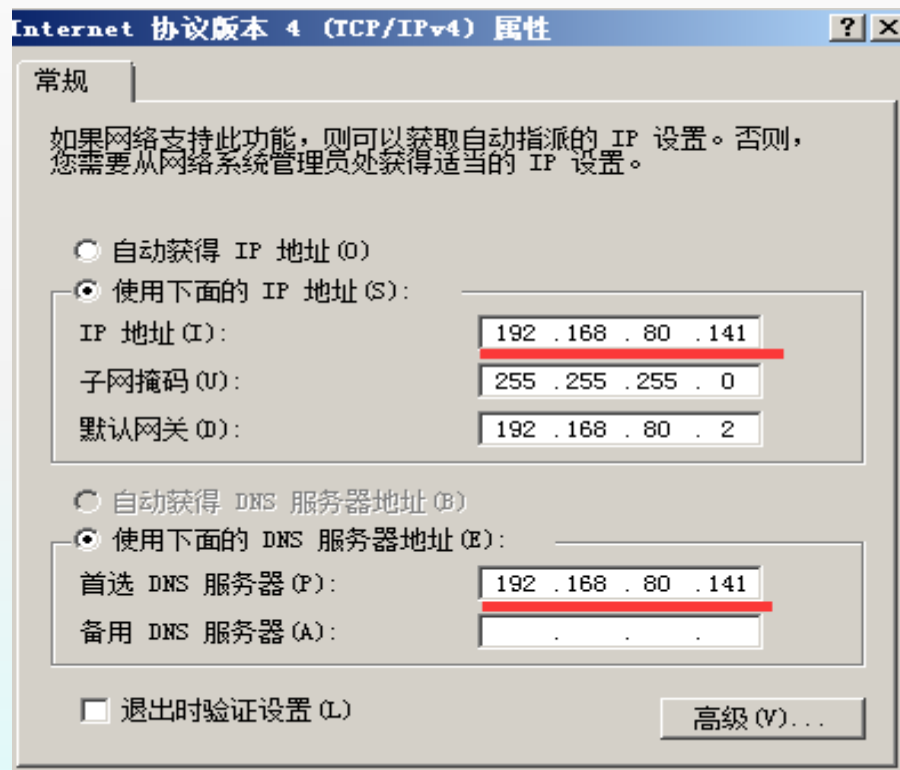 Internet 协议版本 4 (TCP/IPv4) 属性
常规
如果网络支持此功能，则可以获取自动指派的 IP 设置。否则，
您需要从网络系统管理员处获得适当的 IP 设置。
自动获得 IP 地址(O)
使用下面的 IP 地址(S):
IP 地址(I): 192 .168 . 80 .141
子网掩码(U): 255 .255 .255 . 0
默认网关(D): 192 .168 . 80 . 2
自动获得 DNS 服务器地址(B)
使用下面的 DNS 服务器地址(E):
首选 DNS 服务器(P): 192 .168 . 80 .141
备用 DNS 服务器(A): . . .
退出时验证设置(L)
高级(V)...